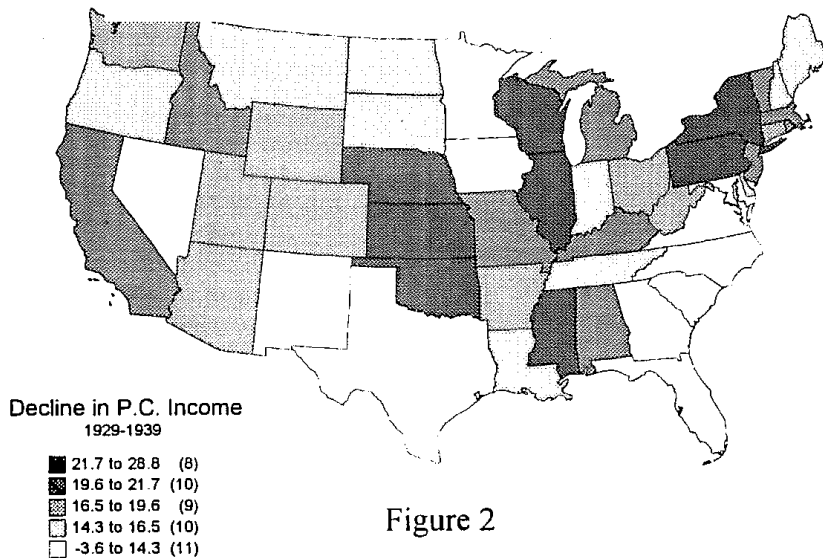 Decline in P.C. Income
1929-1939
21.7 to 28.8 (8)
19.6 to 21.7 (10)
16.5 to 19.6 (9)
14.3 to 16.5 (10)
-3.6 to 14.3 (11)
Figure 2